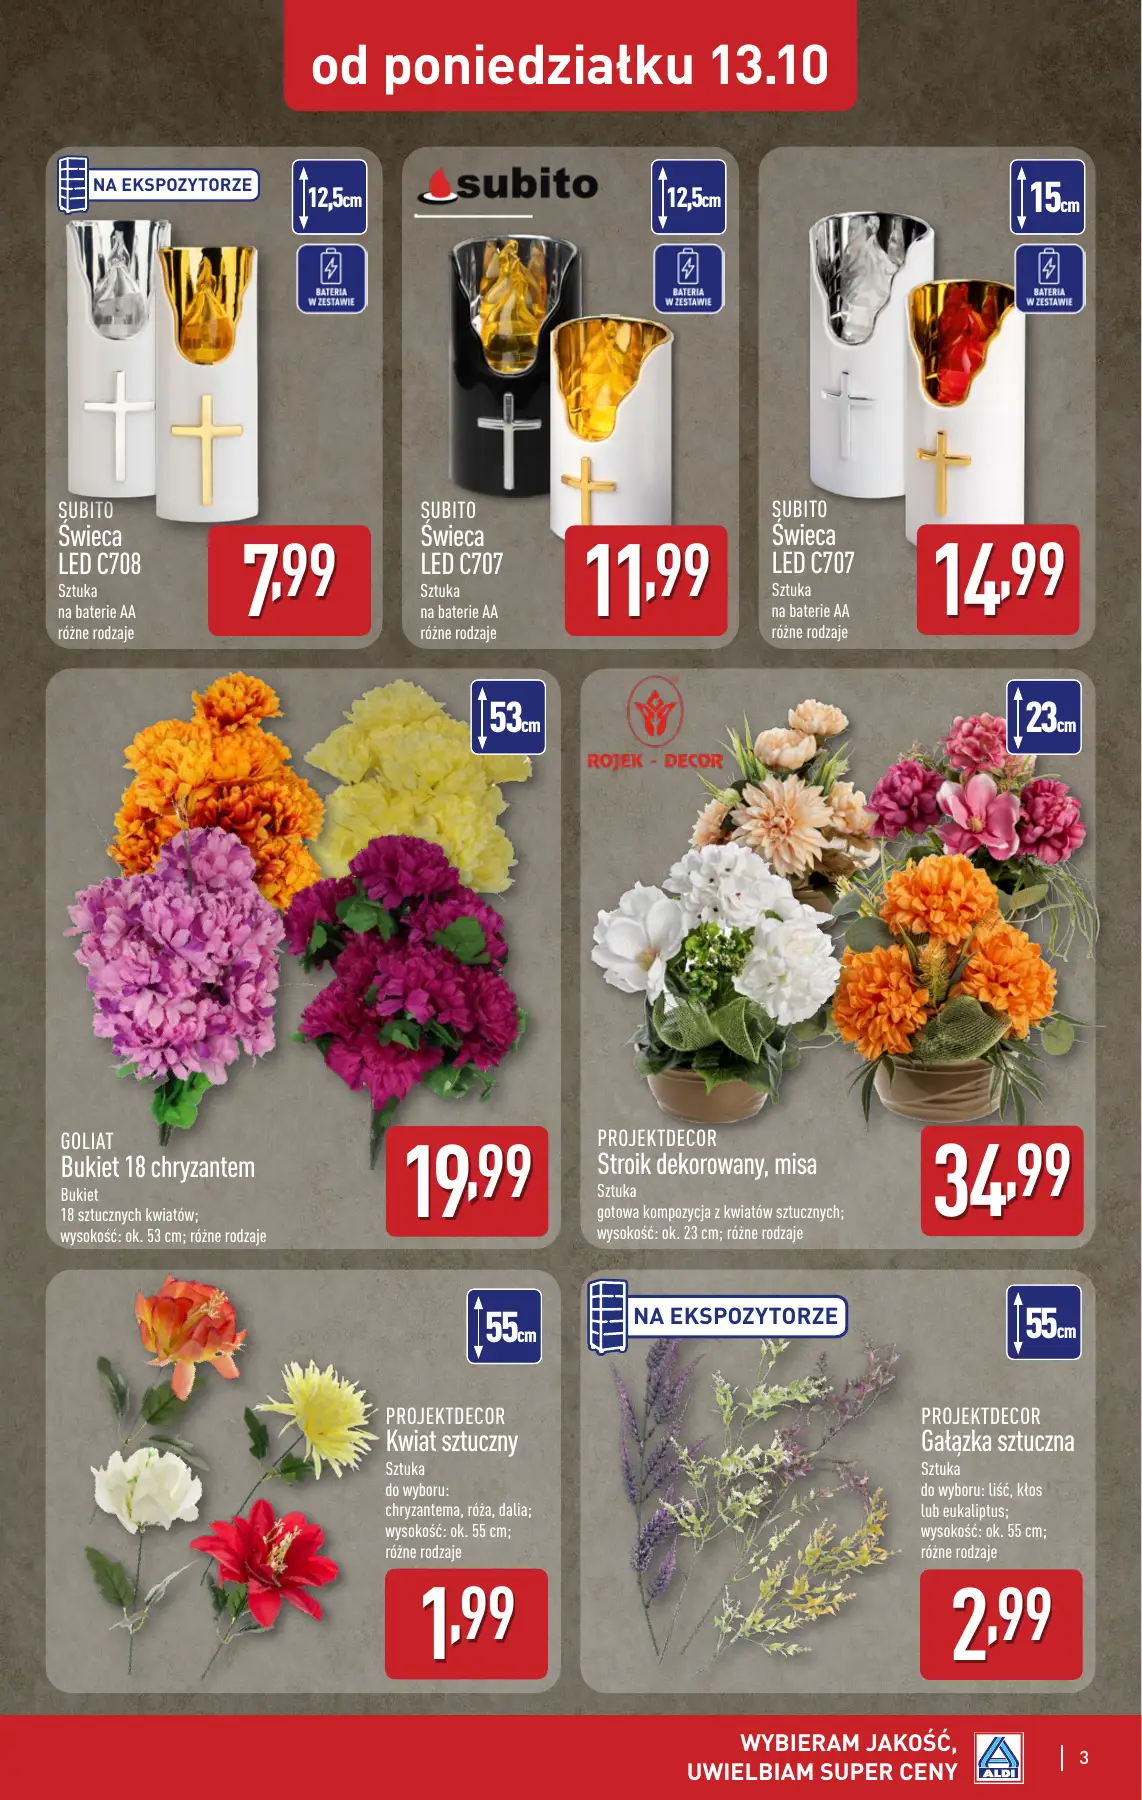 od poniedziałku 13.10
NA EKSPOZYTORZE
12,5cm
BATERIA
W ZESTAWIE
SUBITO
Świeca
LED C708
Sztuka
na baterie AA
różne rodzaje
7,99
subito
12,5cm
BATERIA
W ZESTAWIE
SUBITO
Świeca
LED C707
Sztuka
na baterie AA
różne rodzaje
11,99
15cm
BATERIA
W ZESTAWIE
SUBITO
Świeca
LED C707
Sztuka
na baterie AA
różne rodzaje
14,99
53cm
GOLIAT
Bukiet 18 chryzantem
Bukiet
18 sztucznych kwiatów;
wysokość: ok. 53 cm; różne rodzaje
19,99
ROJEK - DECOR
23cm
PROJEKTDECOR
Stroik dekorowany, misa
Sztuka
gotowa kompozycja z kwiatów sztucznych;
wysokość: ok. 23 cm; różne rodzaje
34,99
55cm
PROJEKTDECOR
Kwiat sztuczny
Sztuka
do wyboru:
chryzantema, róża, dalia;
wysokość: ok. 55 cm;
różne rodzaje
1,99
NA EKSPOZYTORZE
55cm
PROJEKTDECOR
Gałązka sztuczna
Sztuka
do wyboru: liść, kłos
lub eukaliptus;
wysokość: ok. 55 cm;
różne rodzaje
2,99
WYBIERAM JAKOŚĆ,
UWIELBIAM SUPER CENY
ALDI
3